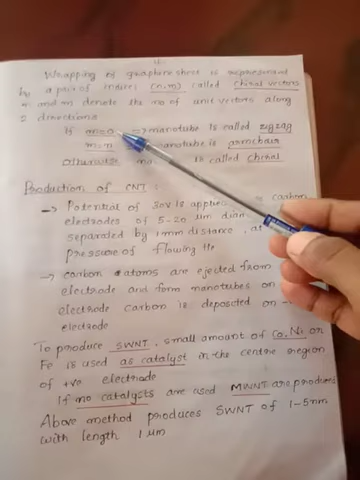 Wrapping of graphene sheet is represented
by a pair of indices (n,m) called chiral vectors
n and m denote the no of unit vectors along
2 directions
If m=0 → nanotube is called zigzag
m=n nanotube is armchair
Otherwise na is called chiral
Production of CNT:
→ Potential of 30V is applied carbon
electrodes of 5-20 μm diam
separated by 1mm distance, at
pressure of flowing He
→ carbon atoms are ejected from
electrode and form nanotubes on
electrode carbon is deposited on -
electrode
To produce SWNT, small amount of Co, Ni or
Fe is used as catalyst in the centre region
of +ve electrode
If no catalysts are used MWNT are produced
Above method produces SWNT of 1-5nm
with length 1 μm